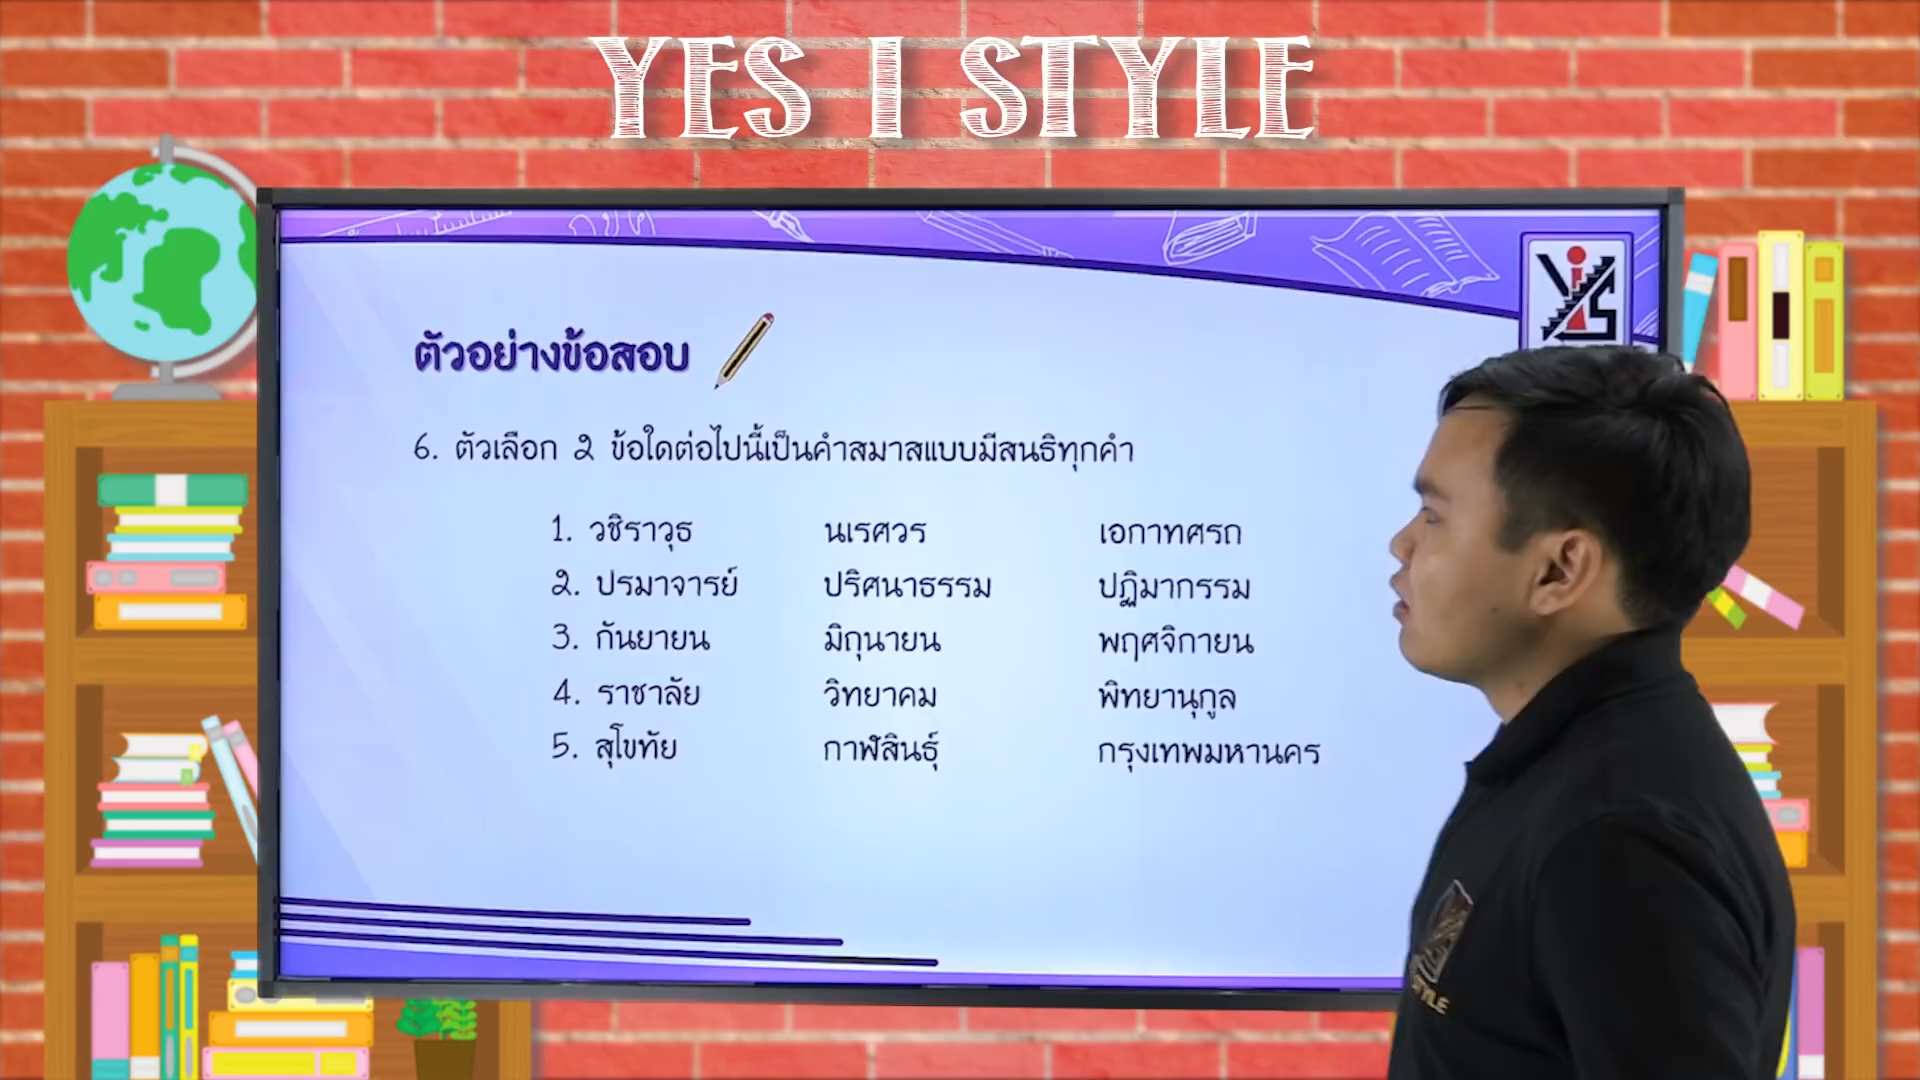 YES I STYLE
กขค
ตัวอย่างข้อสอบ
6. ตัวเลือก 2 ข้อใดต่อไปนี้เป็นคำสมาสแบบมีสนธิทุกคำ
1. วชิราวุธ นเรศวร เอกาทศรถ
2. ปรมาจารย์ ปริศนาธรรม ปฏิมากรรม
3. กันยายน มิถุนายน พฤศจิกายน
4. ราชาลัย วิทยาคม พิทยานุกูล
5. สุโขทัย กาฬสินธุ์ กรุงเทพมหานคร
STYLE